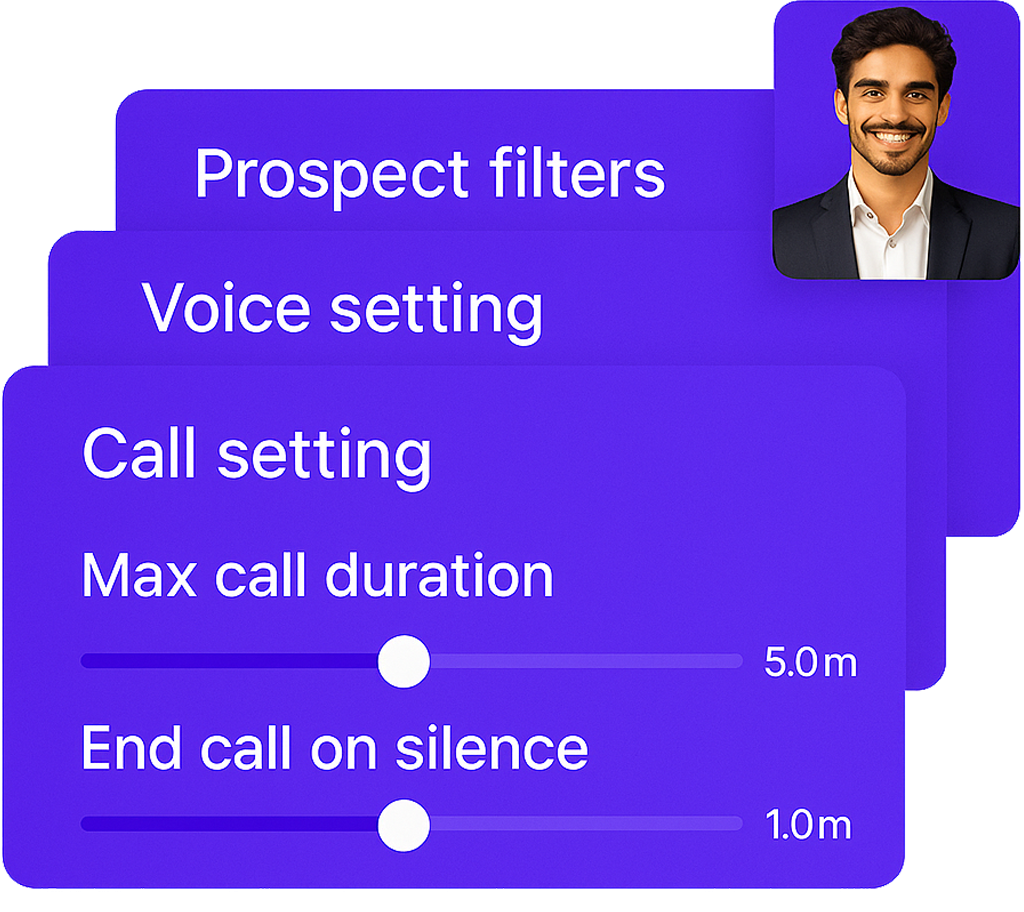 Prospect filters
Voice setting
Call setting
Max call duration
5.0m
End call on silence
1.0m